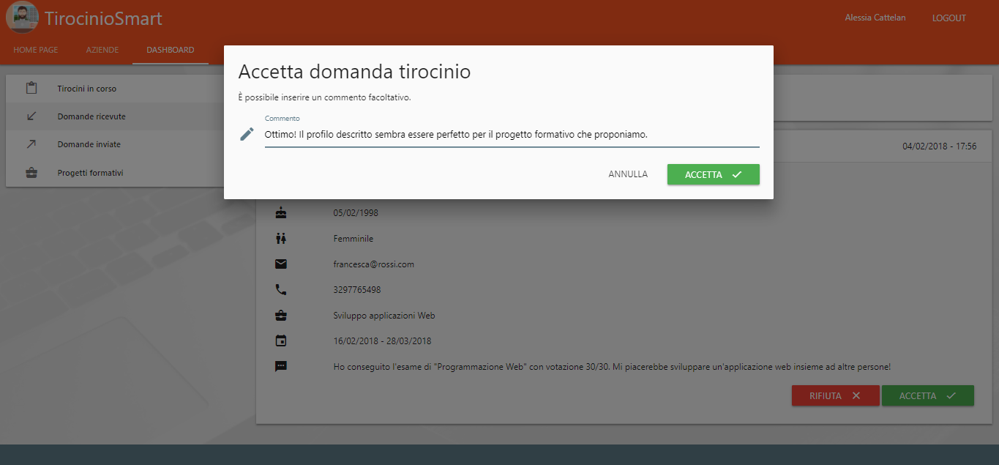 TirocinioSmart
Alessia Cattelan
LOGOUT
HOME PAGE
AZIENDE
DASHBOARD
Tirocini in corso
Domande ricevute
Domande inviate
Progetti formativi
Accetta domanda tirocinio
È possibile inserire un commento facoltativo.
Commento
Ottimo! Il profilo descritto sembra essere perfetto per il progetto formativo che proponiamo.
ANNULLA
ACCETTA
04/02/2018 - 17:56
05/02/1998
Femminile
francesca@rossi.com
3297765498
Sviluppo applicazioni Web
16/02/2018 - 28/03/2018
Ho conseguito l'esame di "Programmazione Web" con votazione 30/30. Mi piacerebbe sviluppare un'applicazione web insieme ad altre persone!
RIFIUTA
ACCETTA